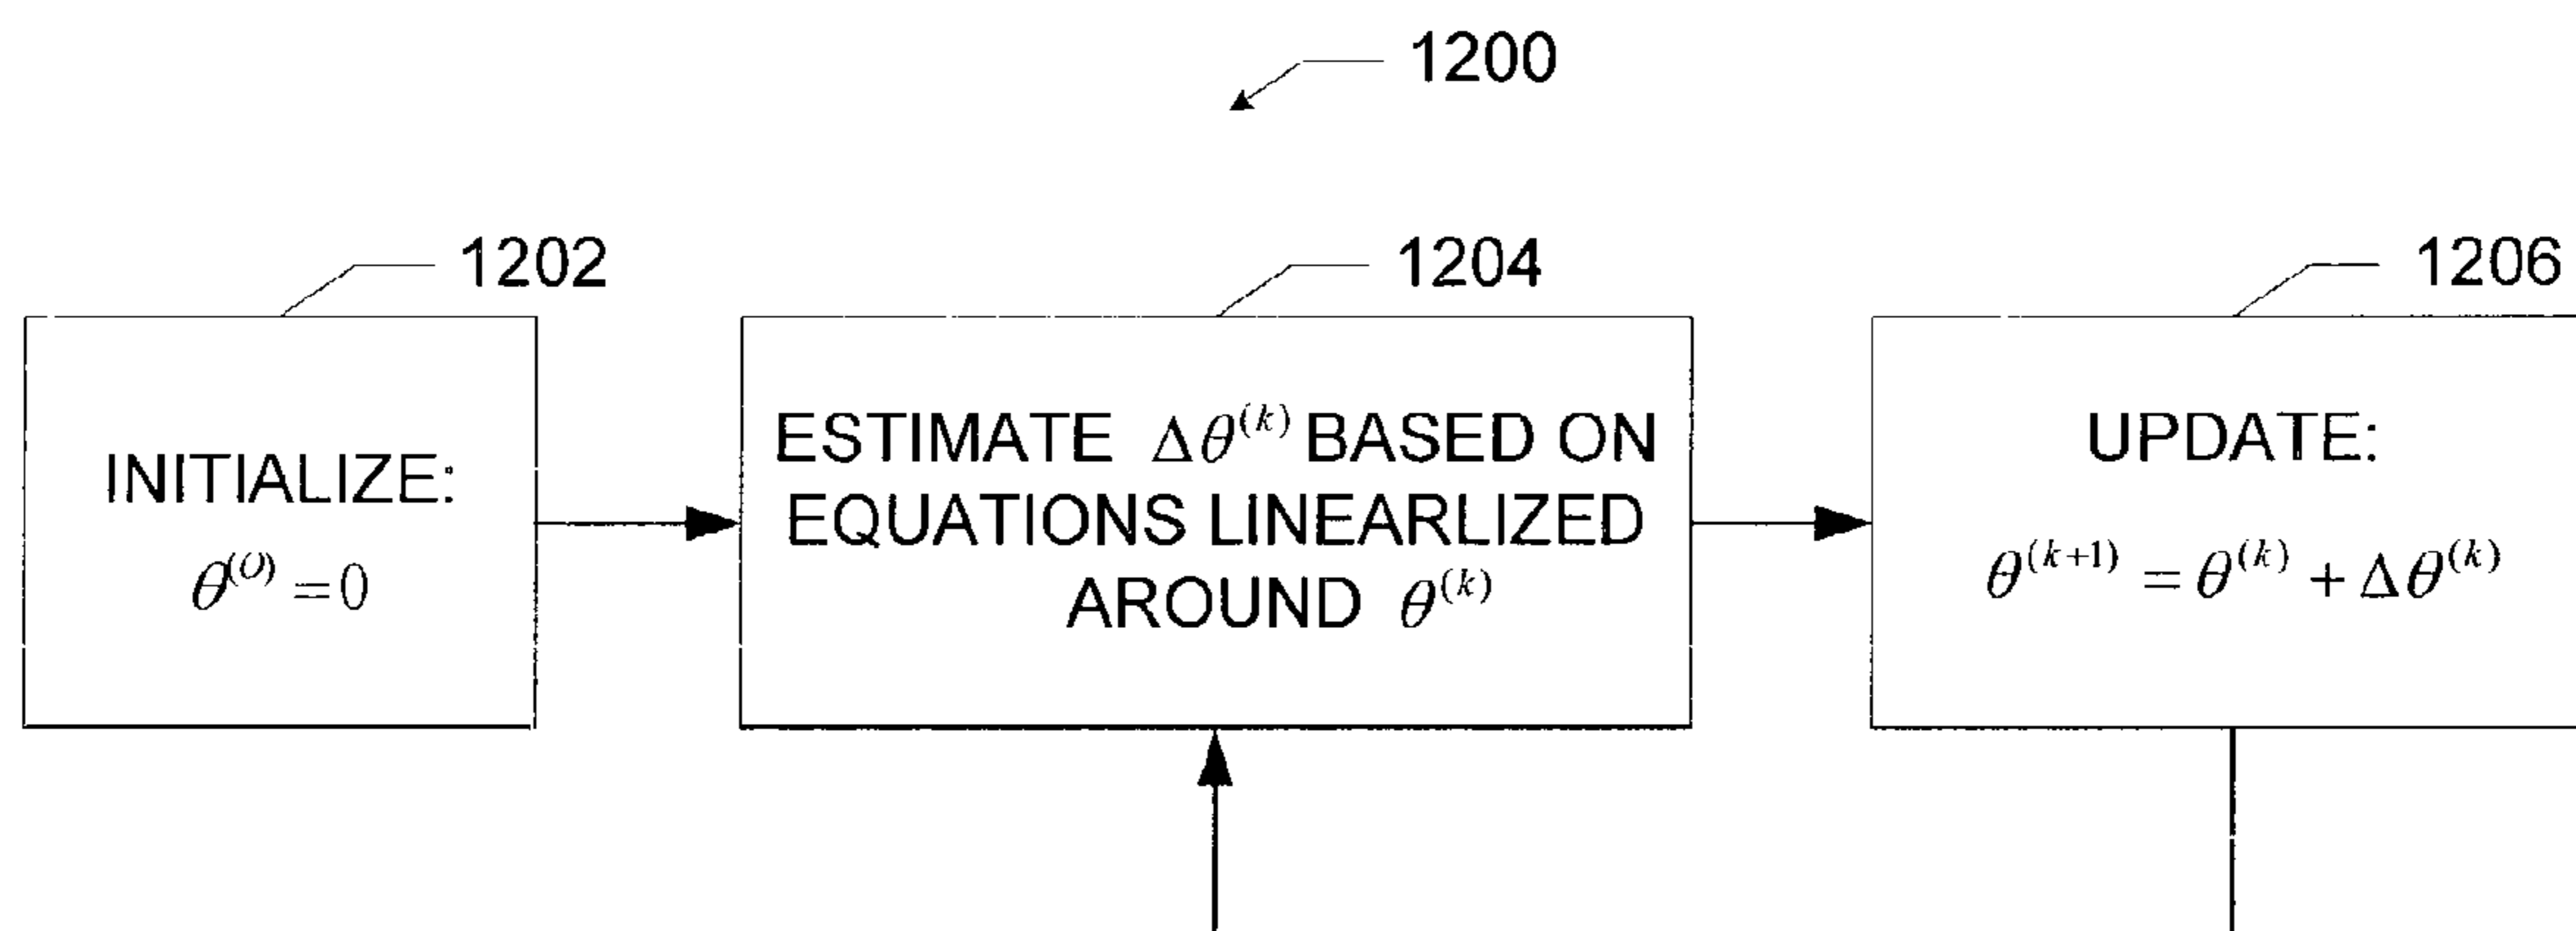 1200
1202
1204
1206
INITIALIZE:
θ^(O) = 0
ESTIMATE Δθ^(k) BASED ON
EQUATIONS LINEARLIZED
AROUND θ^(k)
UPDATE:
θ^(k+1) = θ^(k) + Δθ^(k)